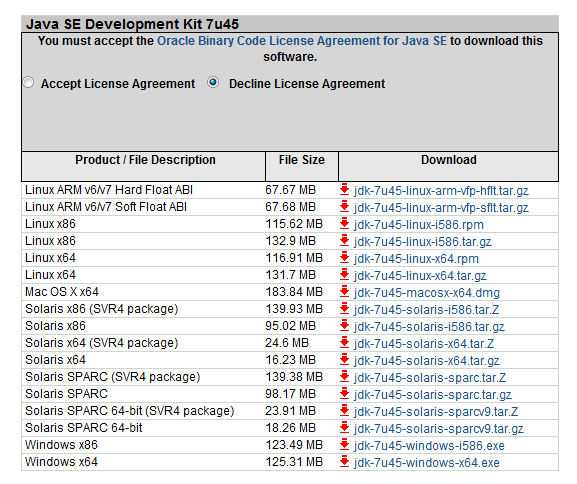 Java SE Development Kit 7u45
You must accept the Oracle Binary Code License Agreement for Java SE to download this
software.
Accept License Agreement Decline License Agreement
Product / File Description File Size Download
Linux ARM v6/v7 Hard Float ABI 67.67 MB jdk-7u45-linux-arm-vfp-hflt.tar.gz
Linux ARM v6/v7 Soft Float ABI 67.68 MB jdk-7u45-linux-arm-vfp-sflt.tar.gz
Linux x86 115.62 MB jdk-7u45-linux-i586.rpm
Linux x86 132.9 MB jdk-7u45-linux-i586.tar.gz
Linux x64 116.91 MB jdk-7u45-linux-x64.rpm
Linux x64 131.7 MB jdk-7u45-linux-x64.tar.gz
Mac OS X x64 183.84 MB jdk-7u45-macosx-x64.dmg
Solaris x86 (SVR4 package) 139.93 MB jdk-7u45-solaris-i586.tar.Z
Solaris x86 95.02 MB jdk-7u45-solaris-i586.tar.gz
Solaris x64 (SVR4 package) 24.6 MB jdk-7u45-solaris-x64.tar.Z
Solaris x64 16.23 MB jdk-7u45-solaris-x64.tar.gz
Solaris SPARC (SVR4 package) 139.38 MB jdk-7u45-solaris-sparc.tar.Z
Solaris SPARC 98.17 MB jdk-7u45-solaris-sparc.tar.gz
Solaris SPARC 64-bit (SVR4 package) 23.91 MB jdk-7u45-solaris-sparcv9.tar.Z
Solaris SPARC 64-bit 18.26 MB jdk-7u45-solaris-sparcv9.tar.gz
Windows x86 123.49 MB jdk-7u45-windows-i586.exe
Windows x64 125.31 MB jdk-7u45-windows-x64.exe